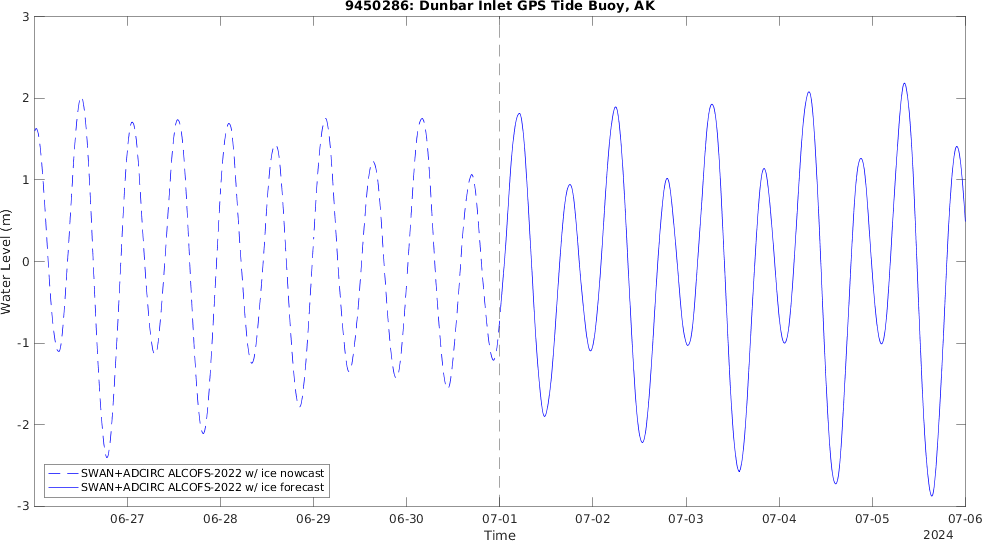 9450286: Dunbar Inlet GPS Tide Buoy, AK
3
2
1
0
-1
-2
-3
Water Level (m)
SWAN+ADCIRC ALCOFS-2022 w/ ice nowcast
SWAN+ADCIRC ALCOFS-2022 w/ ice forecast
06-27 06-28 06-29 06-30 07-01 07-02 07-03 07-04 07-05 07-06
Time
2024